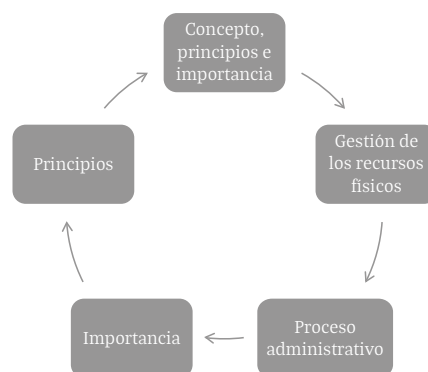 Concepto,
principios e
importancia
Gestión de
los recursos
físicos
Proceso
administrativo
Importancia
Principios